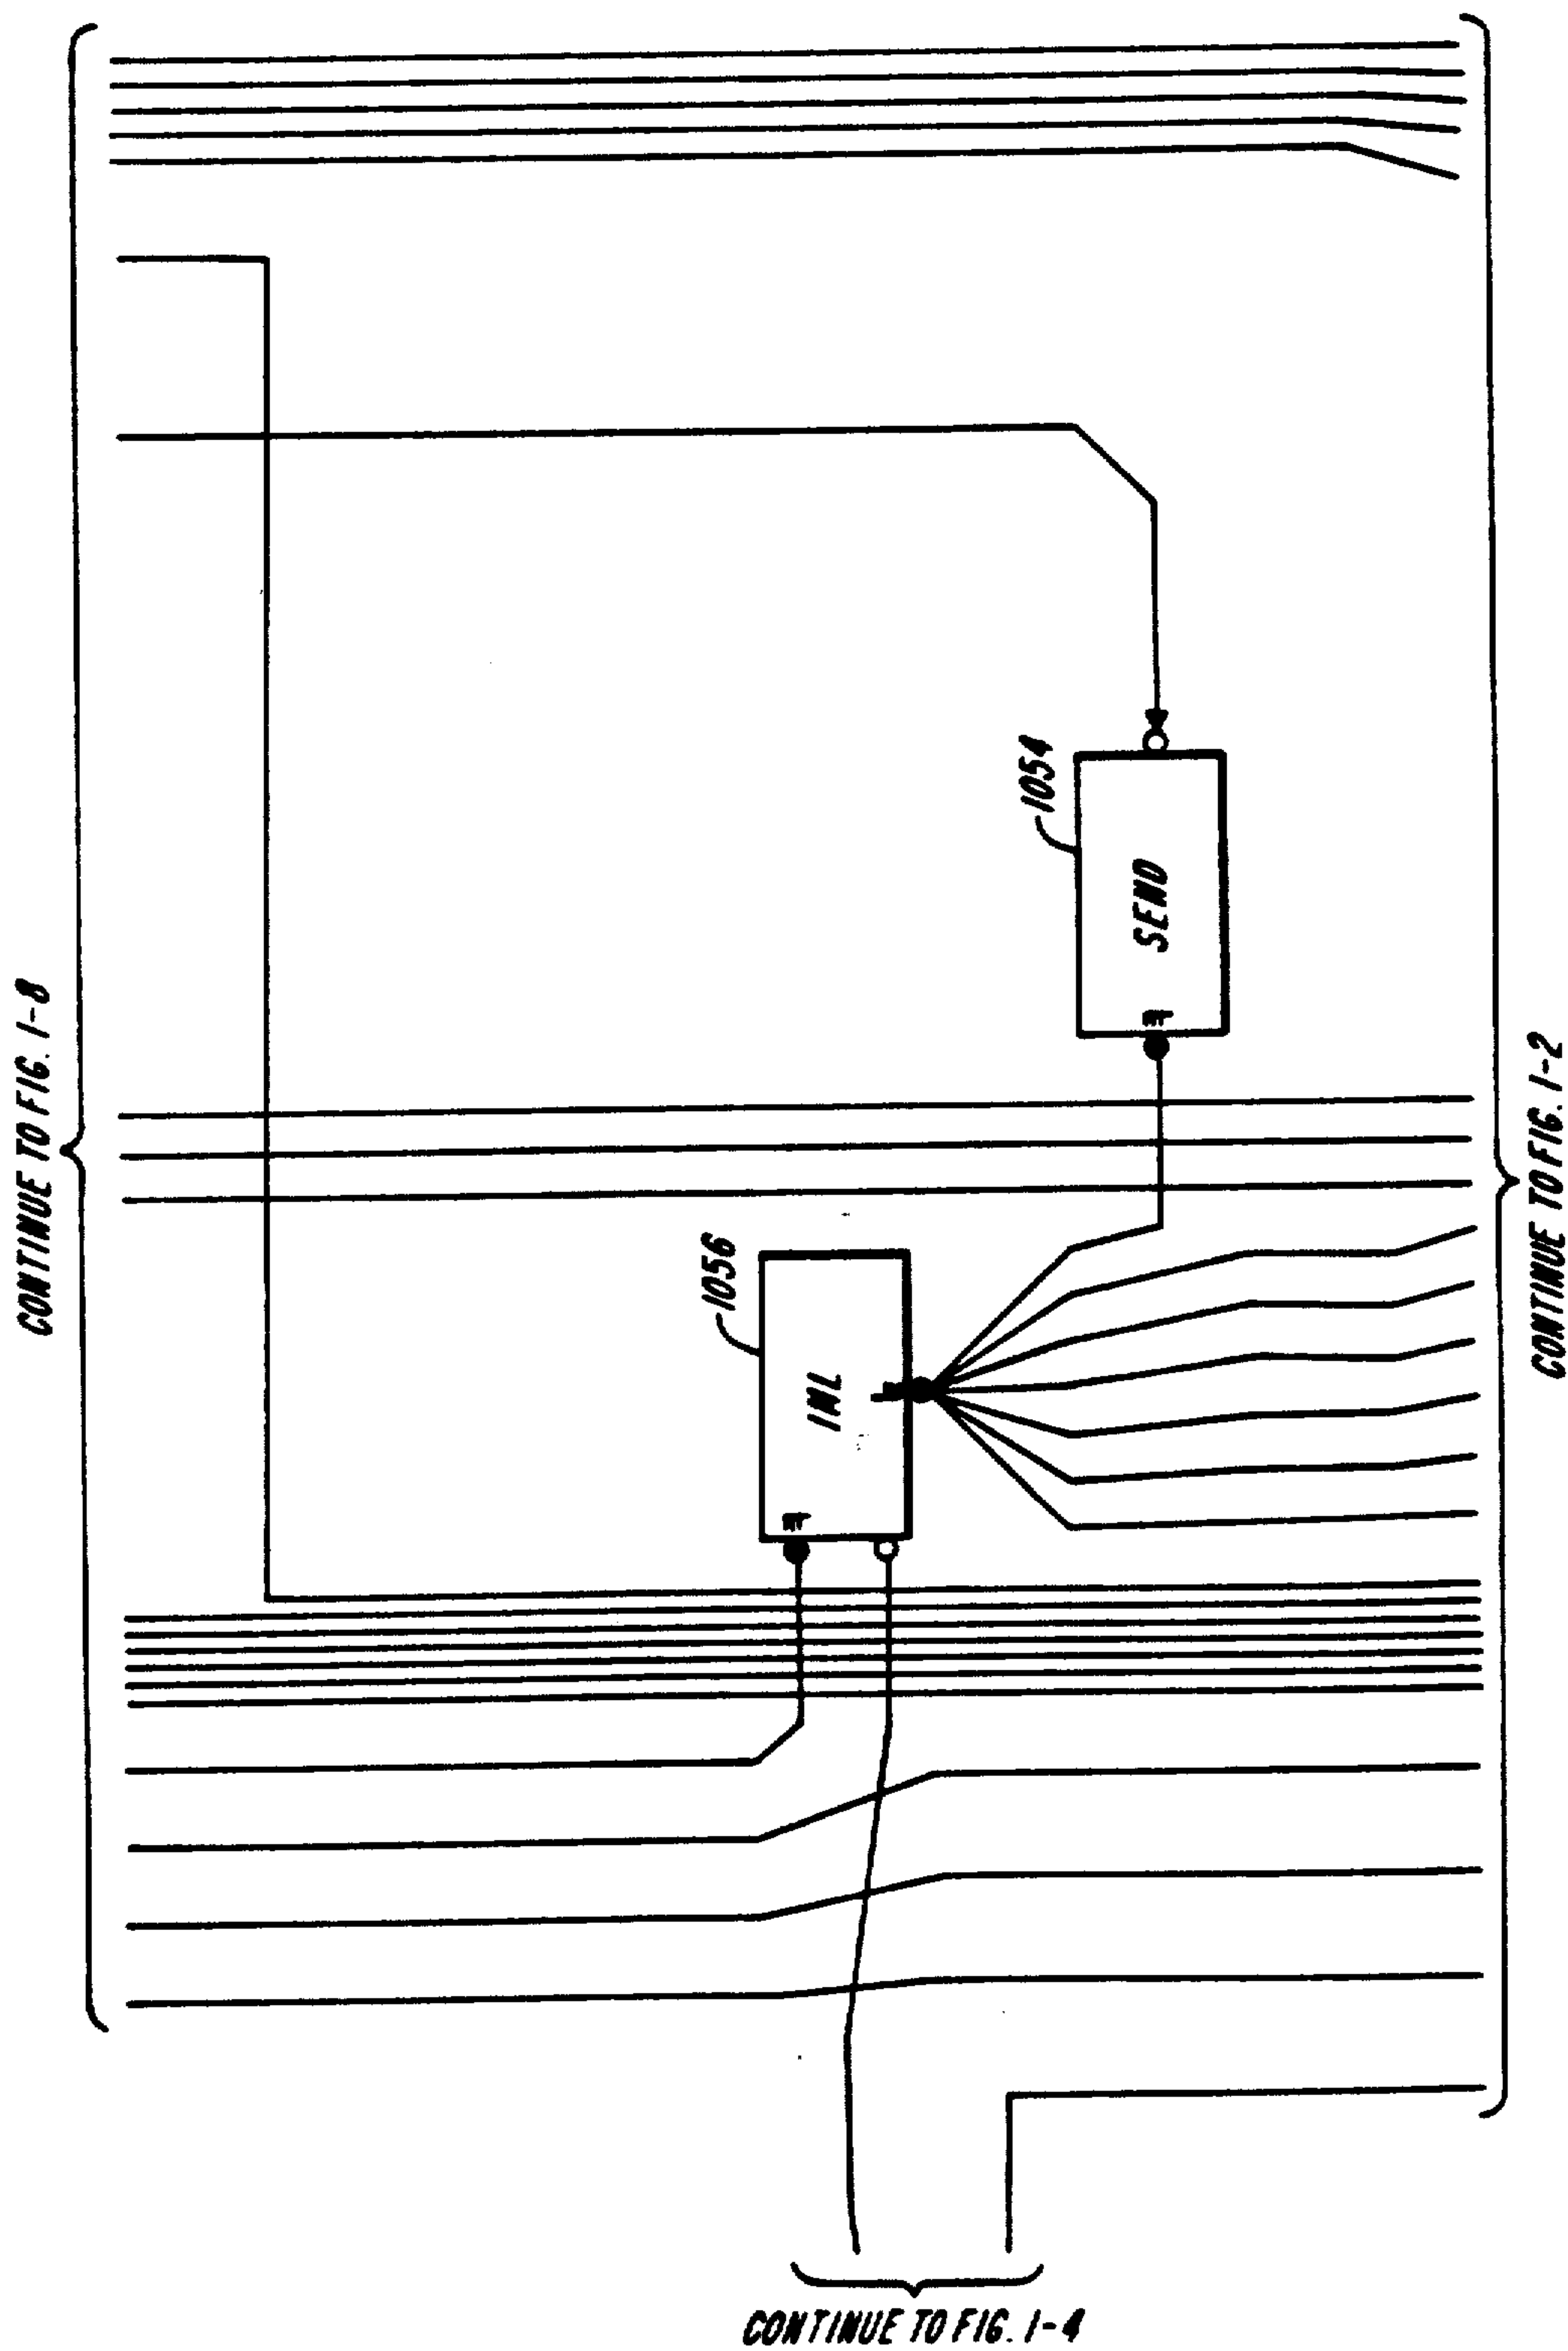 CONTINUE TO FIG. 1-8
1054
SEND
1056
INL
CONTINUE TO FIG. 1-2
CONTINUE TO FIG. 1-4